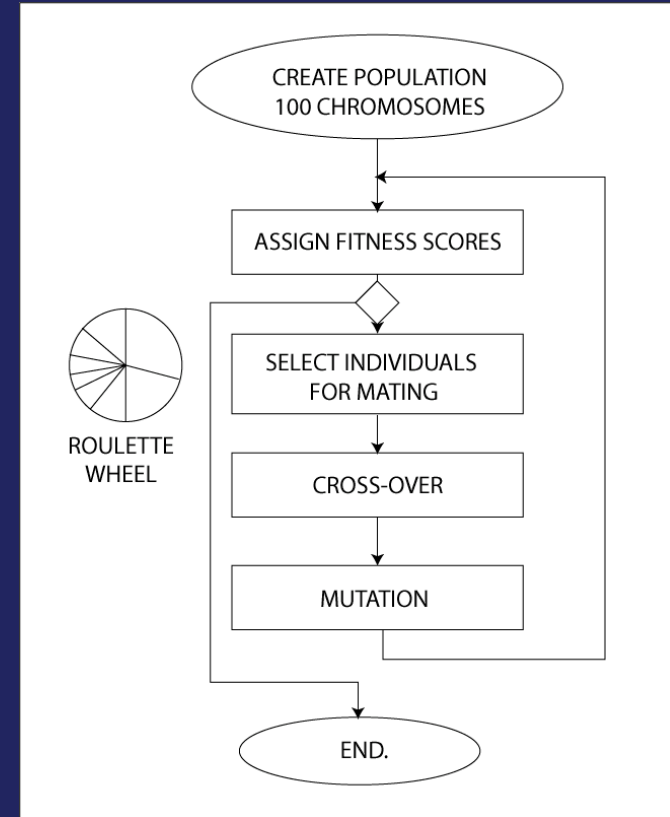 CREATE POPULATION
100 CHROMOSOMES
ASSIGN FITNESS SCORES
SELECT INDIVIDUALS
FOR MATING
ROULETTE
WHEEL
CROSS-OVER
MUTATION
END.